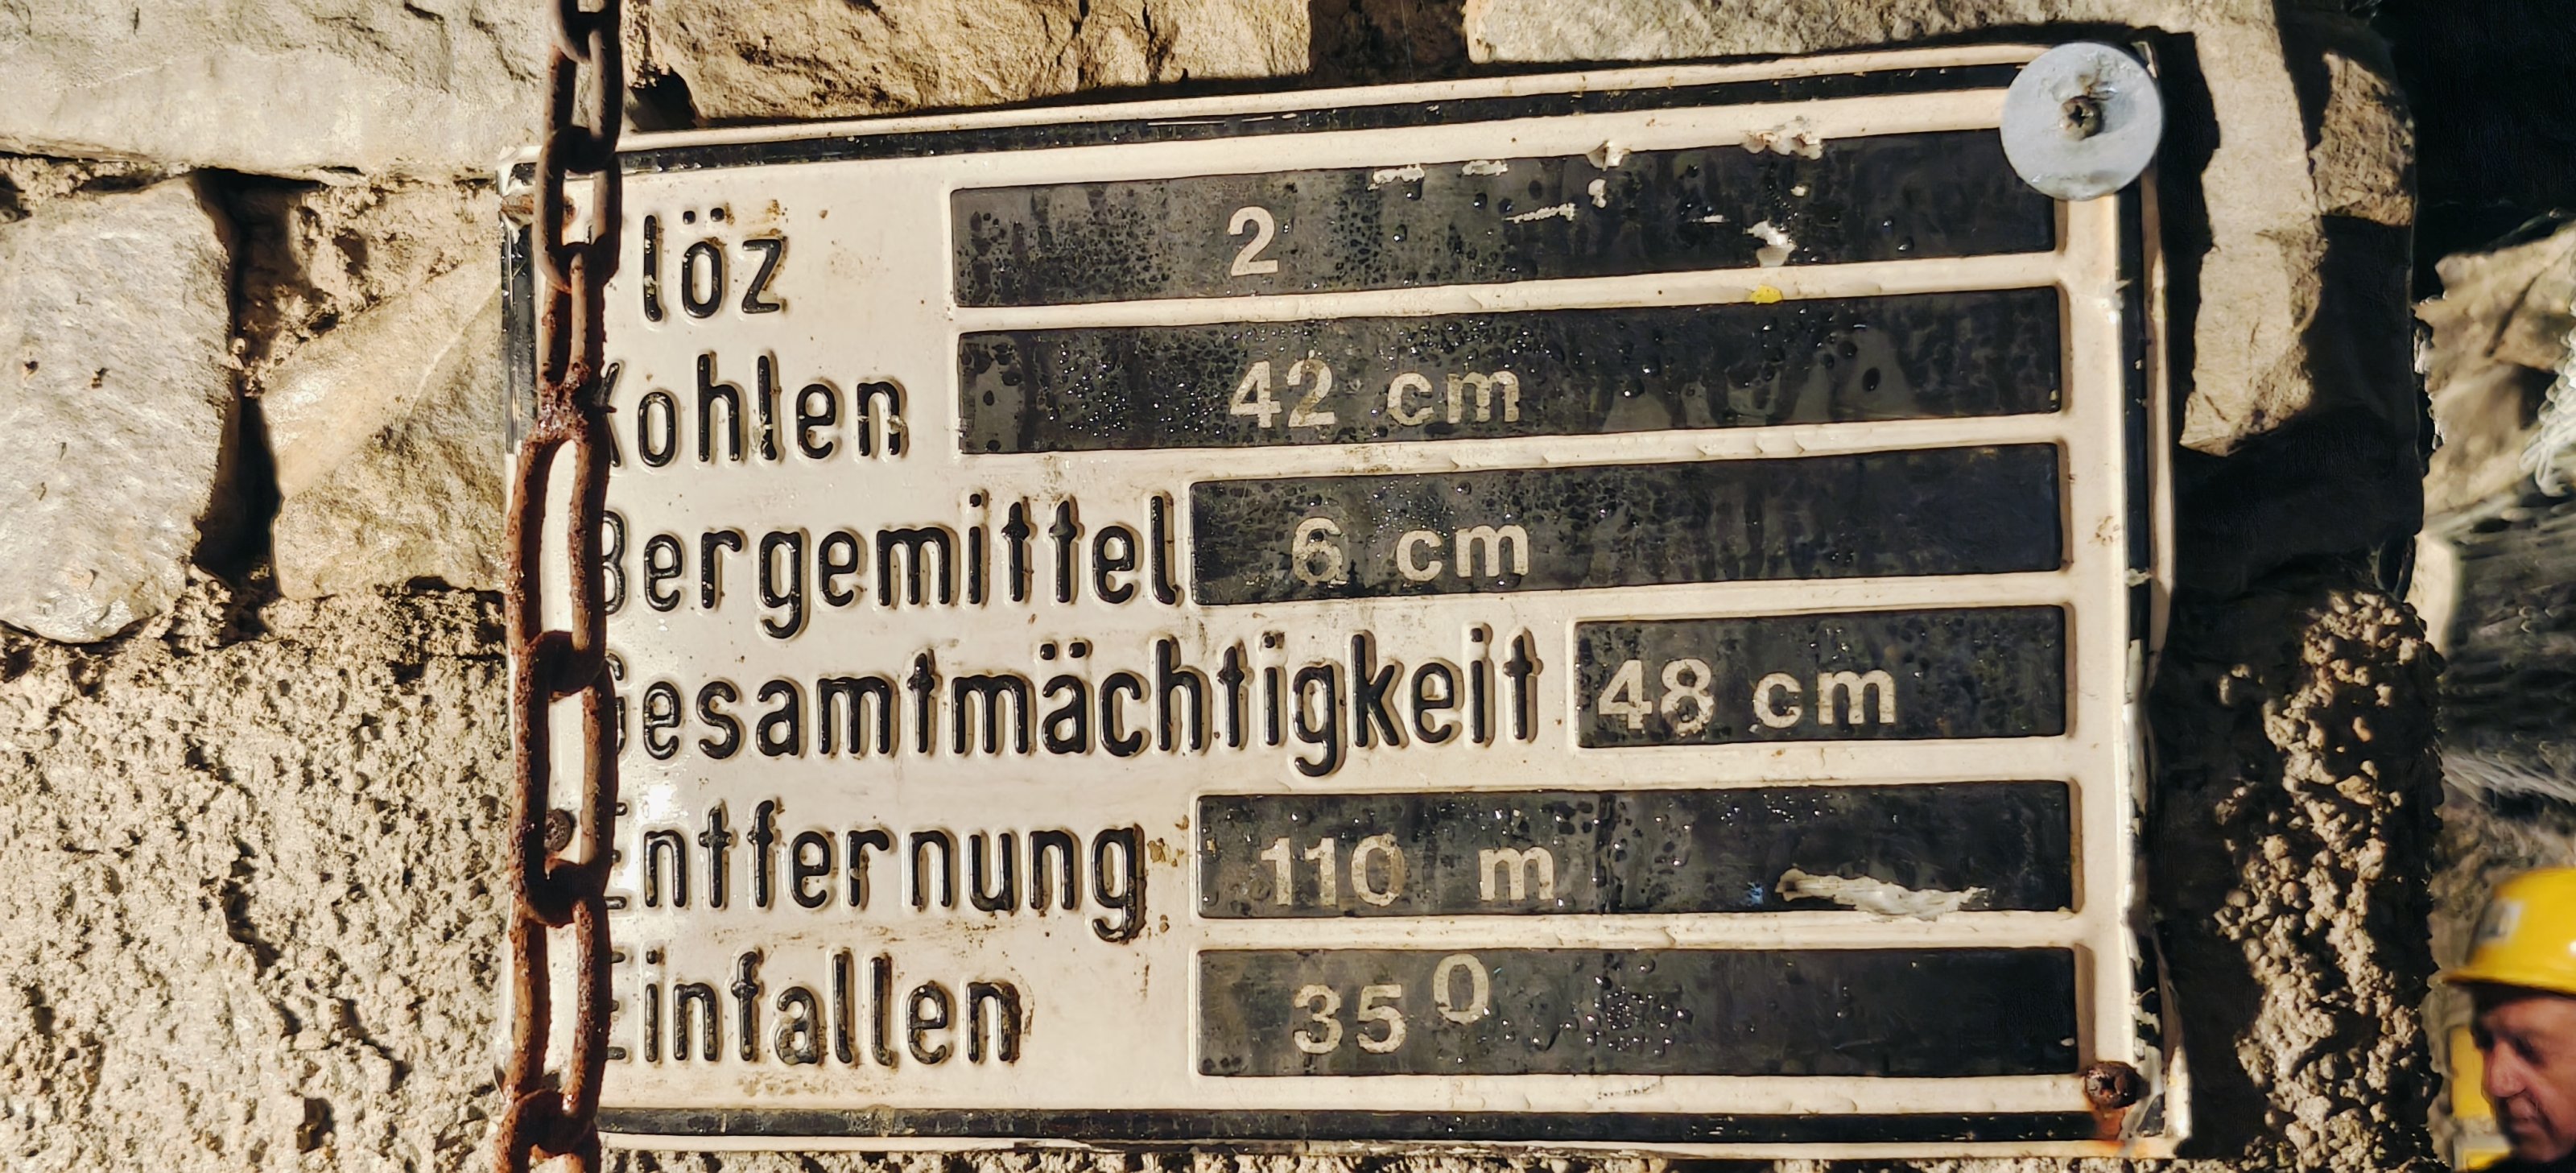 Flöz 2
Kohlen 42 cm
Bergemittel 6 cm
Gesamtmächtigkeit 48 cm
Entfernung 110 m
Einfallen 35°